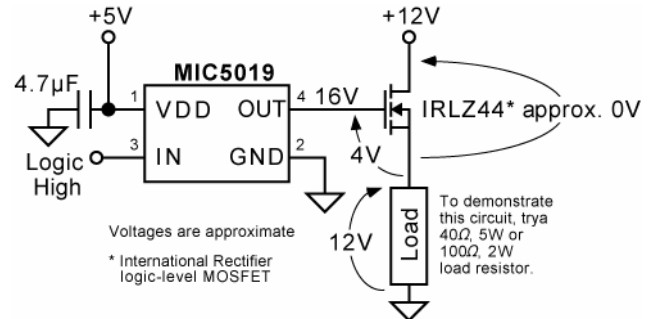 +5V
+12V
4.7µF
MIC5019
1
VDD
OUT
4
16V
IRLZ44* approx. 0V
3
IN
GND
2
Logic
High
4V
12V
Load
Voltages are approximate
* International Rectifier
logic-level MOSFET
To demonstrate
this circuit, trya
40Ω, 5W or
100Ω, 2W
load resistor.